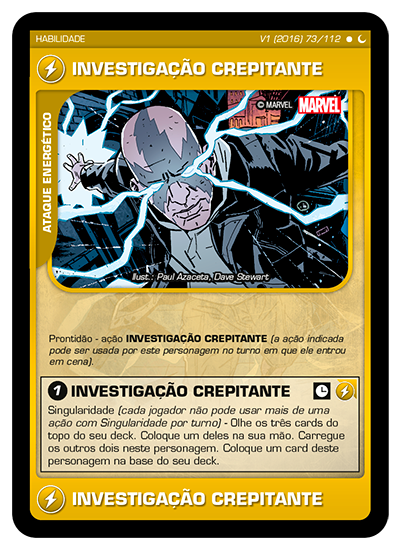 HABILIDADE
V1 (2016) 73/112
INVESTIGAÇÃO CREPITANTE
© MARVEL MARVEL
ATAQUE ENERGÉTICO
Ilust.: Paul Azaceta, Dave Stewart
Prontidão - ação INVESTIGAÇÃO CREPITANTE (a ação indicada
pode ser usada por este personagem no turno em que ele entrou
em cena).
1 INVESTIGAÇÃO CREPITANTE
Singularidade (cada jogador não pode usar mais de uma
ação com Singularidade por turno) - Olhe os três cards do
topo do seu deck. Coloque um deles na sua mão. Carregue
os outros dois neste personagem. Coloque um card deste
personagem na base do seu deck.
INVESTIGAÇÃO CREPITANTE